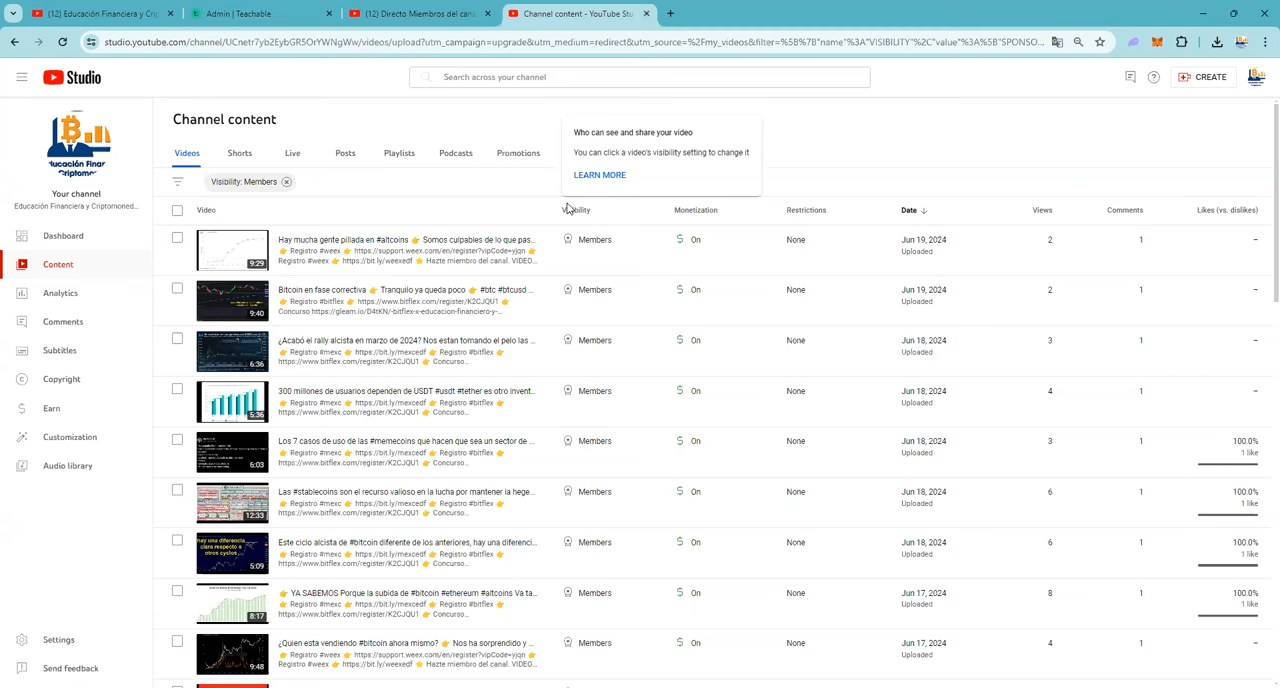 (12) Educación Financiera y Cri
Admin | Teachable
(12) Directo Miembros del cana
Channel content - YouTube Stud
studio.youtube.com/channel/UCnetr7yb2EybGR5OrYWNgWw/videos/upload?utm_campaign=upgrade&utm_medium=redirect&utm_source=%2Fmy_videos&filter=%5B%7B"name"%3A"VISIBILITY"%2C"value"%3A%5B"SPONSO...
Studio
Search across your channel
CREATE
Your channel
Educación Financiera y Criptomoned...
Dashboard
Content
Analytics
Comments
Subtitles
Copyright
Earn
Customization
Audio library
Settings
Send feedback
Channel content
Who can see and share your video
You can click a video's visibility setting to change it
LEARN MORE
Videos Shorts Live Posts Playlists Podcasts Promotions
Visibility: Members
Video Visibility Monetization Restrictions Date Views Comments Likes (vs. dislikes)
9:29 Hay mucha gente pillada en #altcoins 👉 Somos culpables de lo que pas... Members On None Jun 19, 2024 2 1 –
👉 Registro #weex 👉 https://support.weex.com/en/register?vipCode=yjqn 👉 Uploaded
Registro #weex 👉 https://bit.ly/weexedf 👉 Hazte miembro del canal. VIDEO...
9:40 Bitcoin en fase correctiva 👉 Tranquilo ya queda poco 👉 #btc #btcusd ... Members On None Jun 19, 2024 2 1 –
👉 Registro #bitflex 👉 https://www.bitflex.com/register/K2CJQU1 👉 Uploaded
Concurso https://gleam.io/D4tKN/-bitflex-x-educacion-financiero-y-...
6:36 ¿Acabó el rally alcista en marzo de 2024? Nos estan tomando el pelo las ... Members On None Jun 18, 2024 3 1 –
👉 Registro #mexc 👉 https://bit.ly/mexcedf 👉 Registro #bitflex 👉 Uploaded
https://www.bitflex.com/register/K2CJQU1 👉 Concurso...
5:36 300 millones de usuarios dependen de USDT #usdt #tether es otro invent... Members On None Jun 18, 2024 4 1 –
👉 Registro #mexc 👉 https://bit.ly/mexcedf 👉 Registro #bitflex 👉 Uploaded
https://www.bitflex.com/register/K2CJQU1 👉 Concurso...
6:03 Los 7 casos de uso de las #memecoins que hacen que sea un sector de ... Members On None Jun 18, 2024 3 1 100.0%
👉 Registro #mexc 👉 https://bit.ly/mexcedf 👉 Registro #bitflex 👉 Uploaded 1 like
https://www.bitflex.com/register/K2CJQU1 👉 Concurso...
12:33 Las #stablecoins son el recurso valioso en la lucha por mantener la hege... Members On None Jun 18, 2024 6 1 100.0%
👉 Registro #mexc 👉 https://bit.ly/mexcedf 👉 Registro #bitflex 👉 Uploaded 1 like
https://www.bitflex.com/register/K2CJQU1 👉 Concurso...
hay una diferencia
clara respecto a
otros ciclos
5:09 Este ciclo alcista de #bitcoin diferente de los anteriores, hay una diferenci... Members On None Jun 18, 2024 6 1 100.0%
👉 Registro #mexc 👉 https://bit.ly/mexcedf 👉 Registro #bitflex 👉 Uploaded 1 like
https://www.bitflex.com/register/K2CJQU1 👉 Concurso...
8:17 👉 YA SABEMOS Porque la subida de #bitcoin #ethereum #altcoins Va ta... Members On None Jun 17, 2024 8 1 100.0%
👉 Registro #mexc 👉 https://bit.ly/mexcedf 👉 Registro #bitflex 👉 Uploaded 1 like
https://www.bitflex.com/register/K2CJQU1 👉 Concurso...
9:48 ¿Quien esta vendiendo #bitcoin ahora mismo? 👉 Nos ha sorprendido y ... Members On None Jun 17, 2024 4 1 –
👉 Registro #weex 👉 https://support.weex.com/en/register?vipCode=yjqn 👉 Uploaded
Registro #weex 👉 https://bit.ly/weexedf 👉 Hazte miembro del canal. VIDEO...